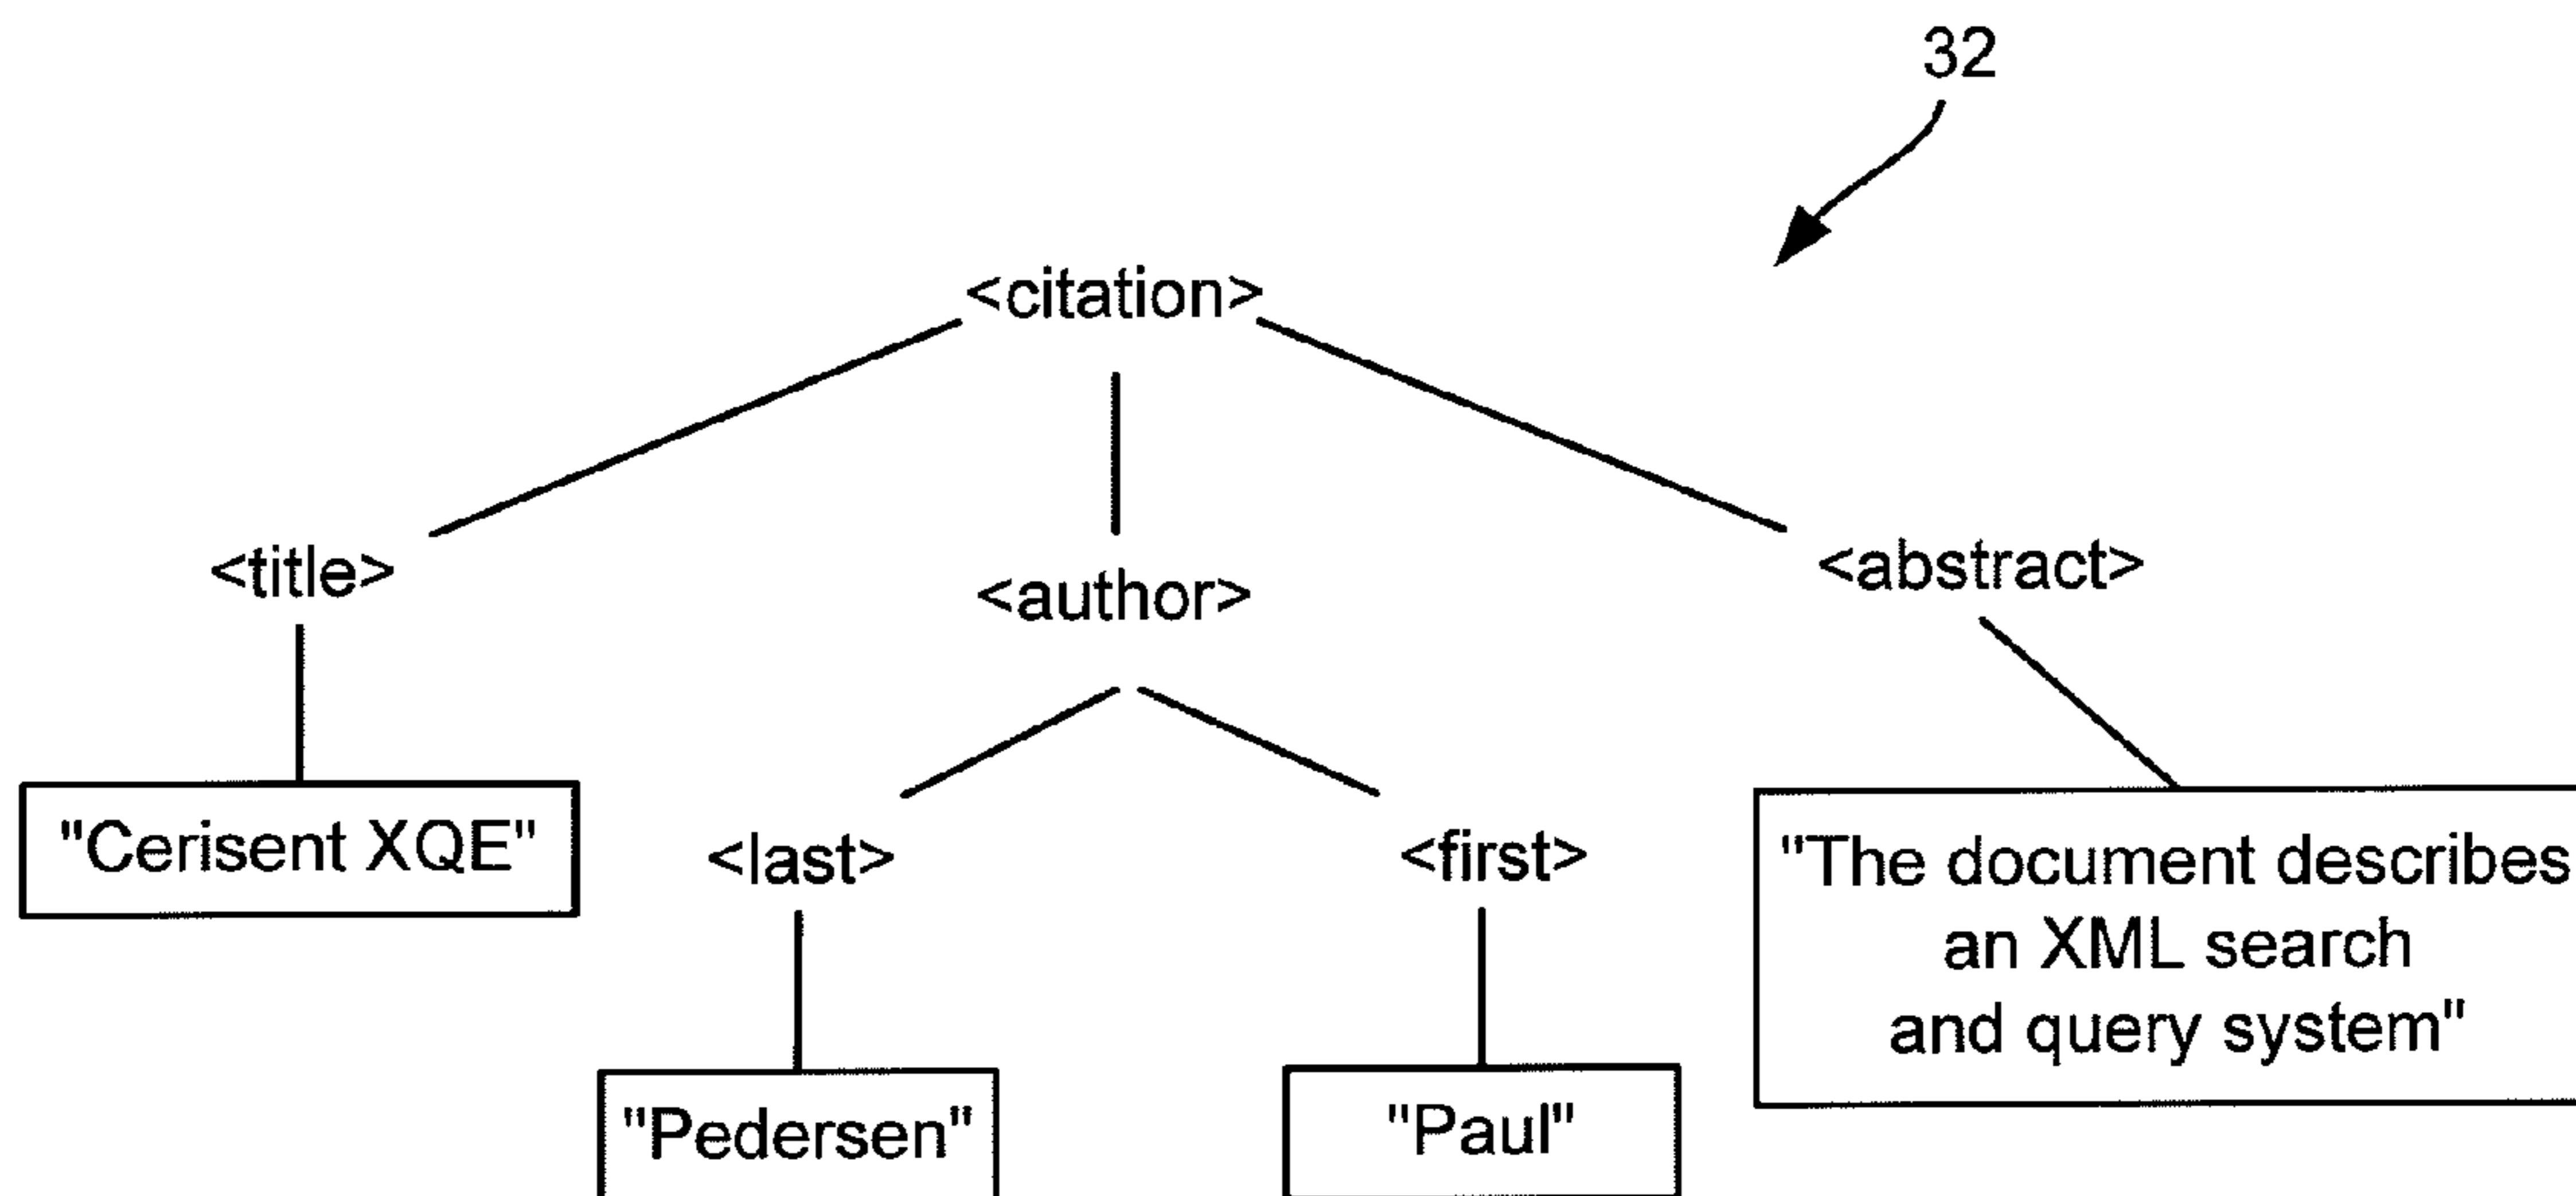 32
<citation>
<title>
<author>
<abstract>
"Cerisent XQE"
<last>
<first>
"The document describes
an XML search
and query system"
"Pedersen"
"Paul"